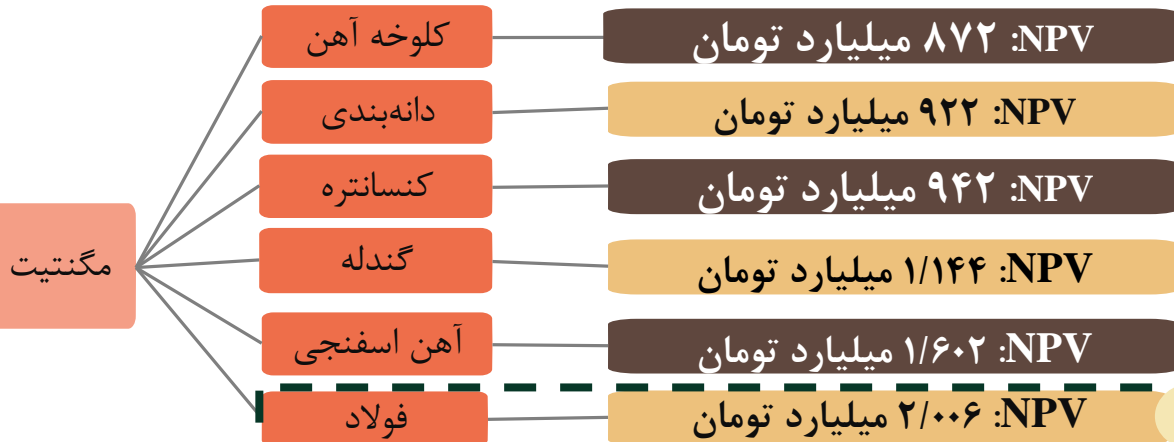 مگنتیت
کلوخه آهن
NPV: ۸۷۲ میلیارد تومان
دانه‌بندی
NPV: ۹۲۲ میلیارد تومان
کنسانتره
NPV: ۹۴۲ میلیارد تومان
گندله
NPV: ۱/۱۴۴ میلیارد تومان
آهن اسفنجی
NPV: ۱/۶۰۲ میلیارد تومان
فولاد
NPV: ۲/۰۰۶ میلیارد تومان